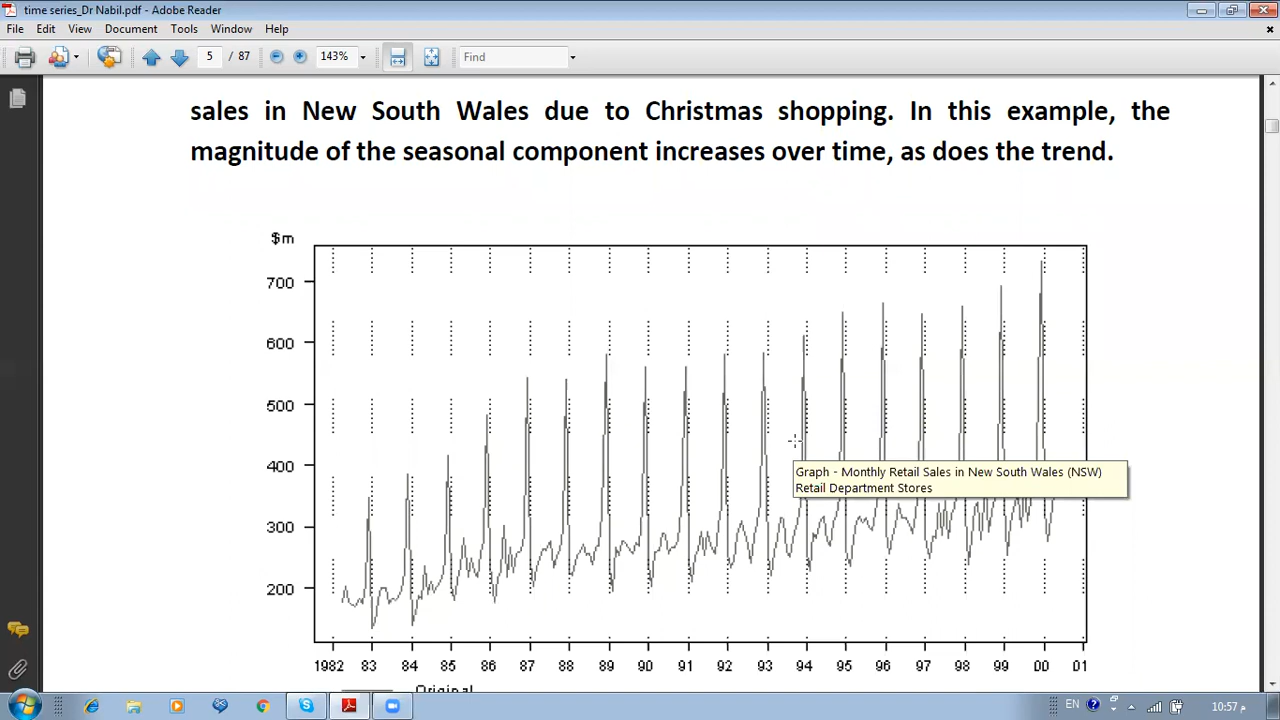 time series_Dr Nabil.pdf - Adobe Reader
File Edit View Document Tools Window Help
5 / 87 143% Find
sales in New South Wales due to Christmas shopping. In this example, the
magnitude of the seasonal component increases over time, as does the trend.
$m
700
600
500
400
300
200
Graph - Monthly Retail Sales in New South Wales (NSW)
Retail Department Stores
1982 83 84 85 86 87 88 89 90 91 92 93 94 95 96 97 98 99 00 01
Original
EN 10:57 م